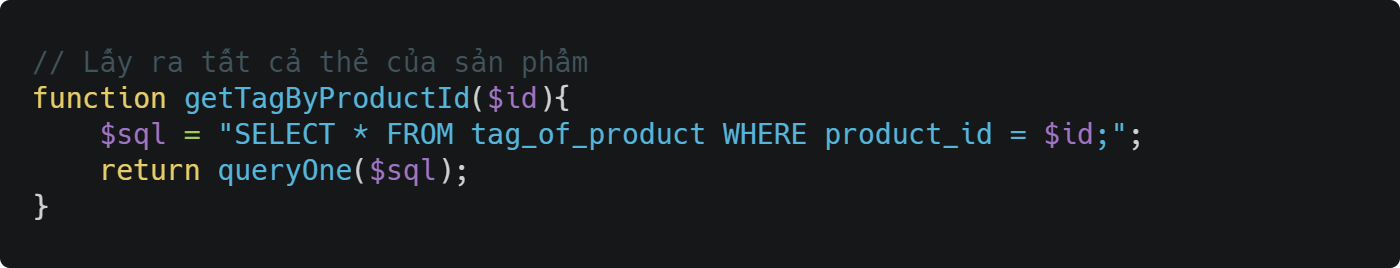 // Lấy ra tất cả thẻ của sản phẩm
function getTagByProductId($id){
    $sql = "SELECT * FROM tag_of_product WHERE product_id = $id;";
    return queryOne($sql);
}